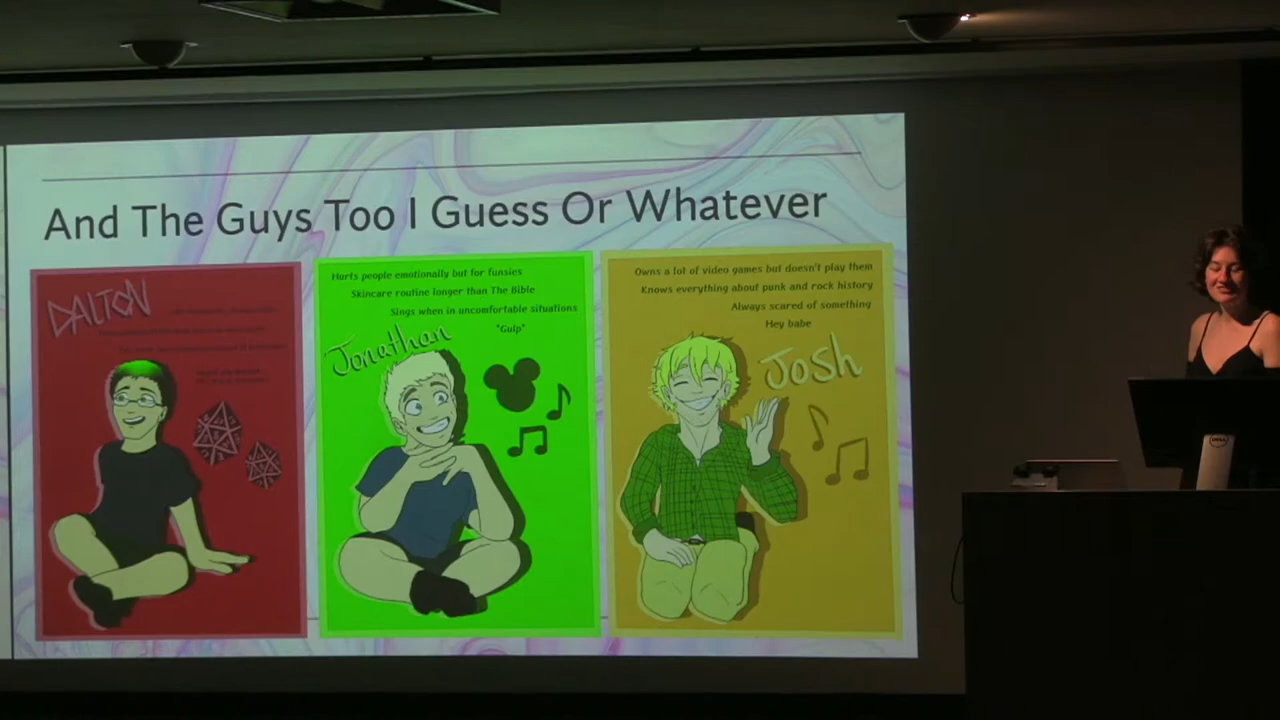 And The Guys Too I Guess Or Whatever
DALTON
Hurts people emotionally but for funsies
Skincare routine longer than The Bible
Sings when in uncomfortable situations
"Gulp"
Jonathan
Owns a lot of video games but doesn't play them
Knows everything about punk and rock history
Always scared of something
Hey babe
Josh
DELL